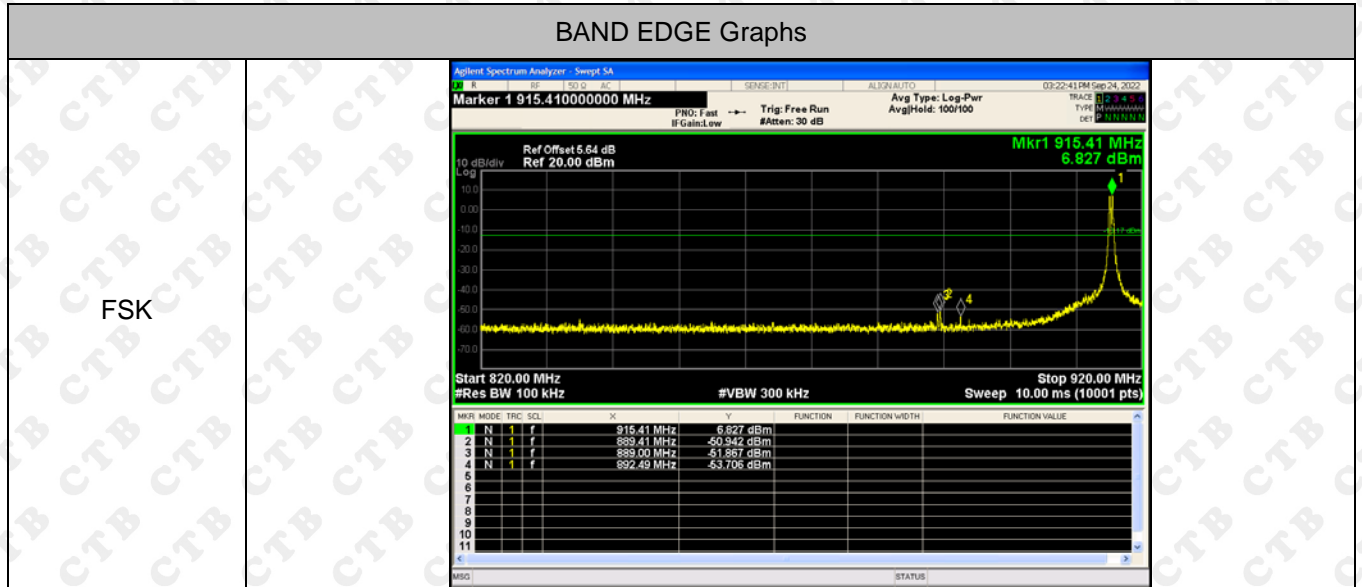 BAND EDGE Graphs
FSK
Agilent Spectrum Analyzer - Swept SA
R RF 50 Ω AC SENSE:INT ALIGN AUTO 03:22:41 PM Sep 24, 2022
Marker 1 915.410000000 MHz
PNO: Fast
IFGain:Low
Trig: Free Run
#Atten: 30 dB
Avg Type: Log-Pwr
Avg|Hold: 100/100
TRACE 1 2 3 4 5 6
TYPE M
DET P N N N N N
Ref Offset 5.64 dB
10 dB/div Ref 20.00 dBm
Log
Mkr1 915.41 MHz
6.827 dBm
10.0
0.00
-10.0
-20.0
-30.0
-40.0
-50.0
-60.0
-70.0
1
4
Start 820.00 MHz
Stop 920.00 MHz
#Res BW 100 kHz
#VBW 300 kHz
Sweep 10.00 ms (10001 pts)
MKR MODE TRC SCL X Y FUNCTION FUNCTION WIDTH FUNCTION VALUE
1 N 1 f 915.41 MHz 6.827 dBm
2 N 1 f 889.41 MHz -50.942 dBm
3 N 1 f 889.00 MHz -51.867 dBm
4 N 1 f 892.49 MHz -53.706 dBm
5
6
7
8
9
10
11
MSG STATUS
CTB